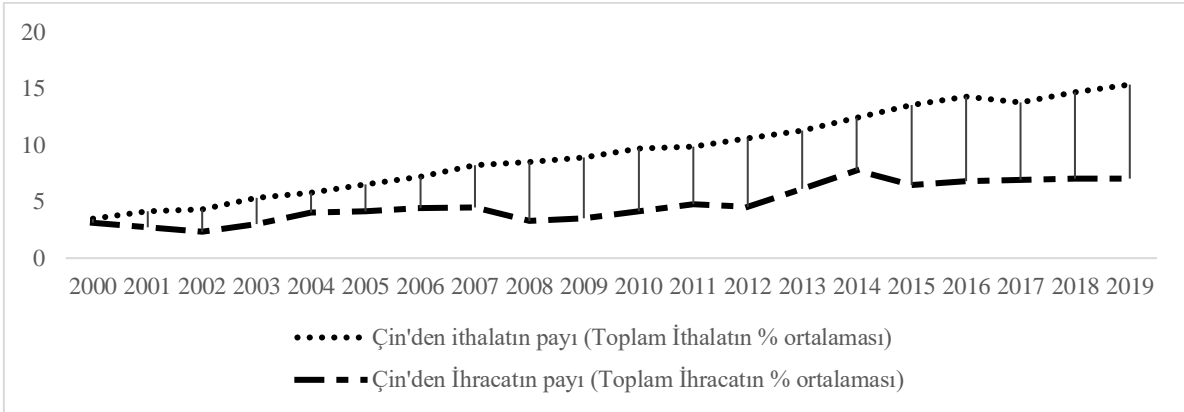 20
15
10
5
0
2000 2001 2002 2003 2004 2005 2006 2007 2008 2009 2010 2011 2012 2013 2014 2015 2016 2017 2018 2019
Çin'den ithalatın payı (Toplam İthalatın % ortalaması)
Çin'den İhracatın payı (Toplam İhracatın % ortalaması)